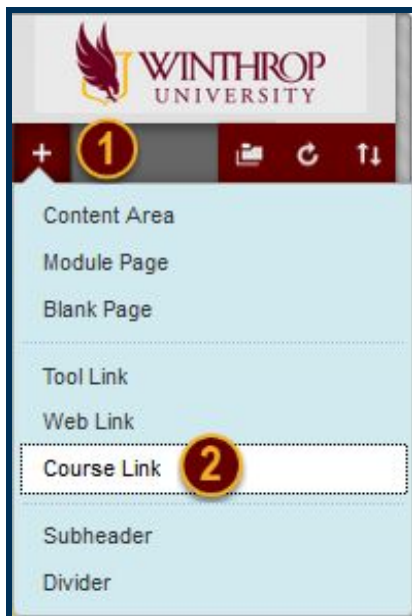 WINTHROP
UNIVERSITY
+ 1
Content Area
Module Page
Blank Page
Tool Link
Web Link
Course Link 2
Subheader
Divider